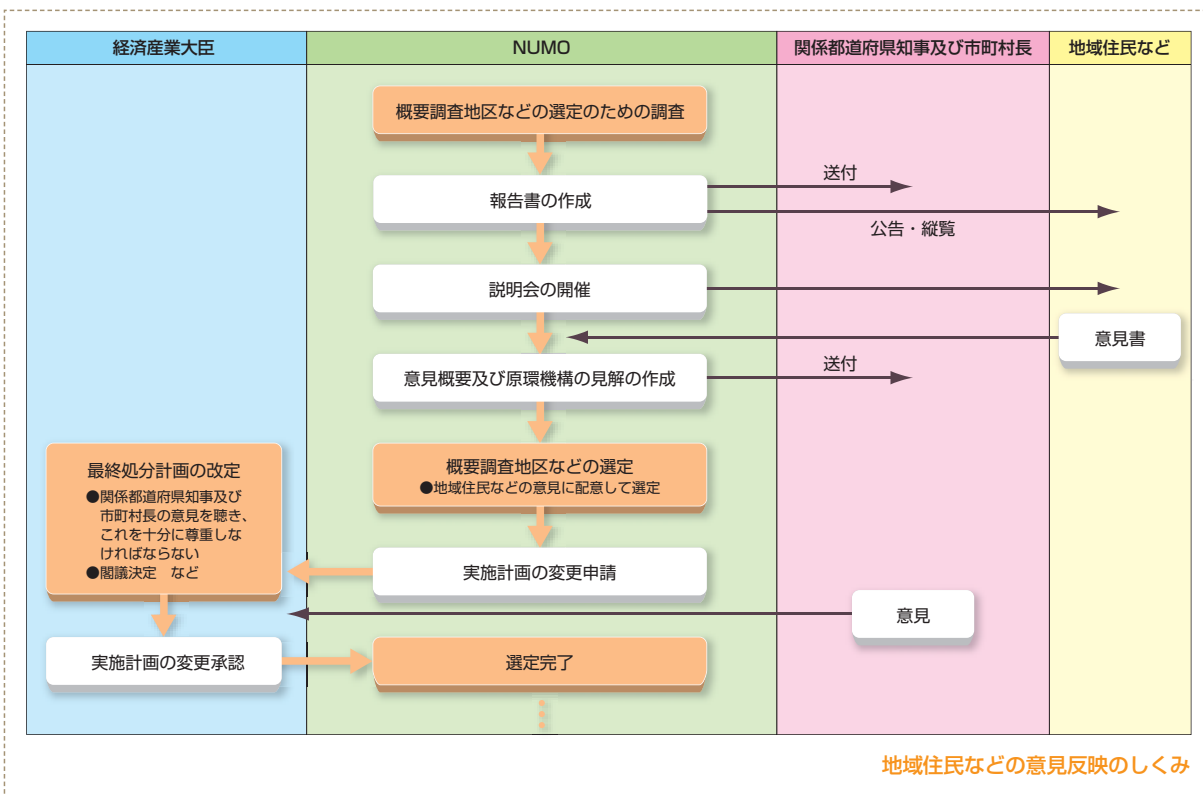 経済産業大臣
NUMO
関係都道府県知事及び市町村長
地域住民など
概要調査地区などの選定のための調査
報告書の作成
送付
公告・縦覧
説明会の開催
意見書
意見概要及び原環機構の見解の作成
送付
最終処分計画の改定
●関係都道府県知事及び
市町村長の意見を聴き、
これを十分に尊重しな
ければならない
●閣議決定　など
概要調査地区などの選定
●地域住民などの意見に配意して選定
実施計画の変更申請
意見
実施計画の変更承認
選定完了
地域住民などの意見反映のしくみ